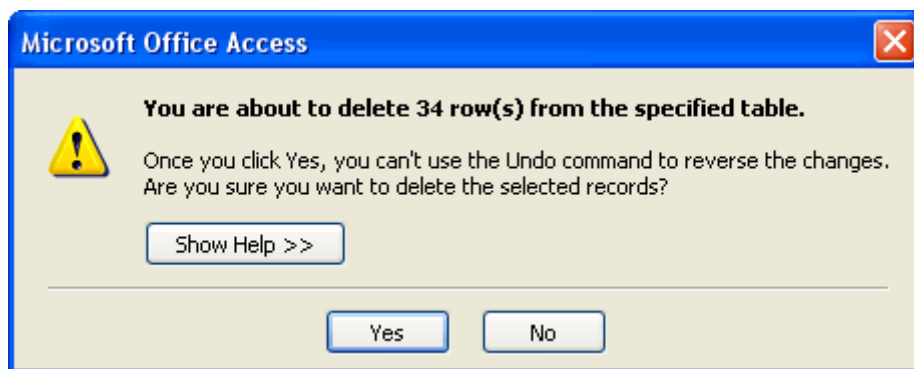 Microsoft Office Access
You are about to delete 34 row(s) from the specified table.
Once you click Yes, you can't use the Undo command to reverse the changes.
Are you sure you want to delete the selected records?
Show Help >>
Yes
No